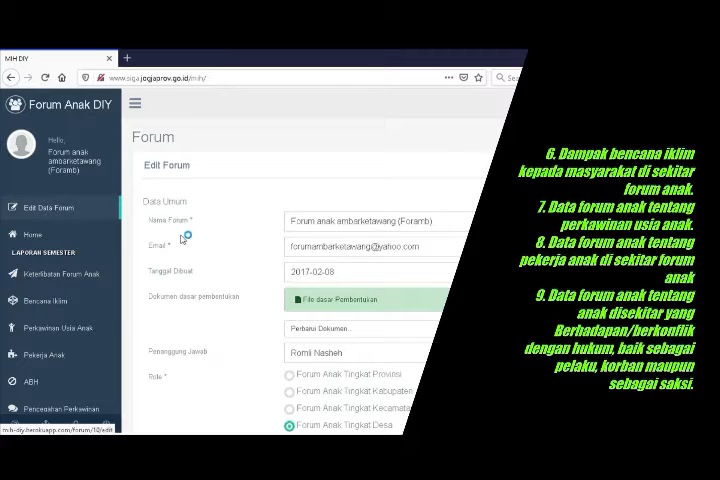 MIH DIY
www.siga.jogjaprov.go.id/mih/
Forum Anak DIY
Hello,
Forum anak
ambarketawang
(Foramb)
Edit Data Forum
Home
LAPORAN SEMESTER
Keterlibatan Forum Anak
Bencana Iklim
Perkawinan Usia Anak
Pekerja Anak
ABH
Pencegahan Perkawinan
mih-diy.herokuapp.com/forum/10/edit
Forum
Edit Forum
Data Umum
Nama Forum *
Forum anak ambarketawang (Foramb)
Email *
forumambarketawang@yahoo.com
Tanggal Dibuat
2017-02-08
Dokumen dasar pembentukan
File dasar Pembentukan
Perbarui Dokumen...
Penanggung Jawab
Romli Nasheh
Role *
Forum Anak Tingkat Provinsi
Forum Anak Tingkat Kabupaten
Forum Anak Tingkat Kecamata
Forum Anak Tingkat Desa
6. Dampak bencana iklim
kepada masyarakat di sekitar
forum anak.
7. Data forum anak tentang
perkawinan usia anak.
8. Data forum anak tentang
pekerja anak di sekitar forum
anak
9. Data forum anak tentang
anak disekitar yang
Berhadapan/berkonflik
dengan hukum, baik sebagai
pelaku, korban maupun
sebagai saksi.